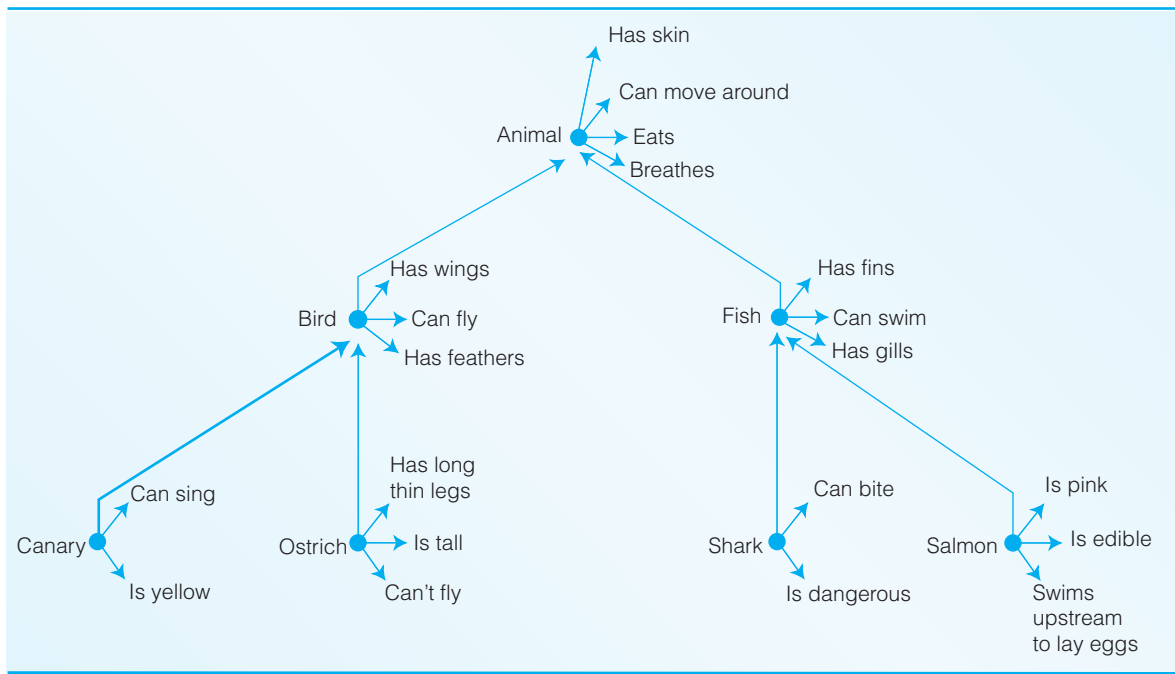 Has skin
Can move around
Animal
Eats
Breathes
Has wings
Bird
Can fly
Has feathers
Has fins
Fish
Can swim
Has gills
Can sing
Canary
Is yellow
Has long
thin legs
Ostrich
Is tall
Can't fly
Can bite
Shark
Is dangerous
Is pink
Salmon
Is edible
Swims
upstream
to lay eggs